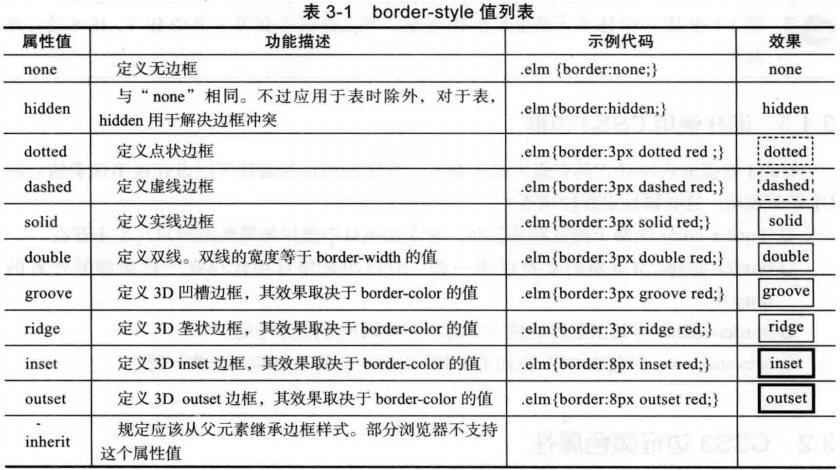 表 3-1 border-style 值列表
属性值 功能描述 示例代码 效果
none 定义无边框 .elm {border:none;} none
hidden 与“none”相同。不过应用于表时除外，对于表，
hidden 用于解决边框冲突 .elm{border:hidden;} hidden
dotted 定义点状边框 .elm{border:3px dotted red ;} dotted
dashed 定义虚线边框 .elm{border:3px dashed red;} dashed
solid 定义实线边框 .elm{border:3px solid red;} solid
double 定义双线。双线的宽度等于 border-width 的值 .elm{border:3px double red;} double
groove 定义 3D 凹槽边框，其效果取决于 border-color 的值 .elm{border:3px groove red;} groove
ridge 定义 3D 垄状边框，其效果取决于 border-color 的值 .elm{border:3px ridge red;} ridge
inset 定义3D inset 边框，其效果取决于 border-color 的值 .elm{border:8px inset red;} inset
outset 定义 3D outset 边框，其效果取决于 border-color 的值 .elm{border:8px outset red;} outset
inherit 规定应该从父元素继承边框样式。部分浏览器不支持
这个属性值